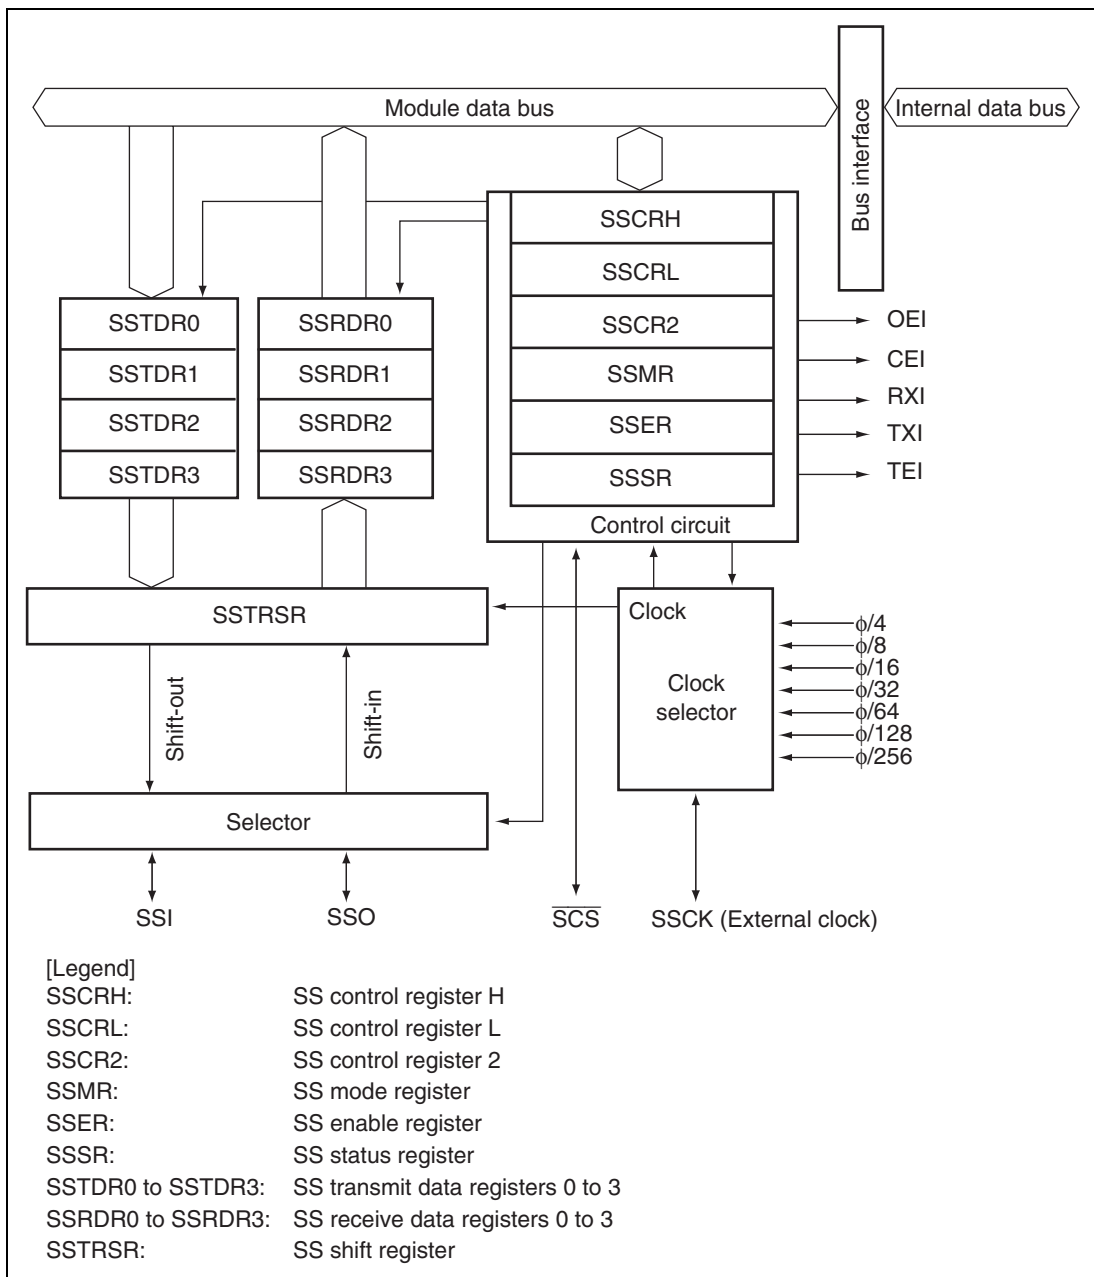 Module data bus
Internal data bus
Bus interface
SSCRH
SSCRL
SSCR2
SSMR
SSER
SSSR
Control circuit
SSTDR0
SSTDR1
SSTDR2
SSTDR3
SSRDR0
SSRDR1
SSRDR2
SSRDR3
OEI
CEI
RXI
TXI
TEI
SSTRSR
Clock
Clock
selector
ϕ/4
ϕ/8
ϕ/16
ϕ/32
ϕ/64
ϕ/128
ϕ/256
Shift-out
Shift-in
Selector
SSI
SSO
S̅C̅S̅
SSCK (External clock)
[Legend]
SSCRH: SS control register H
SSCRL: SS control register L
SSCR2: SS control register 2
SSMR: SS mode register
SSER: SS enable register
SSSR: SS status register
SSTDR0 to SSTDR3: SS transmit data registers 0 to 3
SSRDR0 to SSRDR3: SS receive data registers 0 to 3
SSTRSR: SS shift register